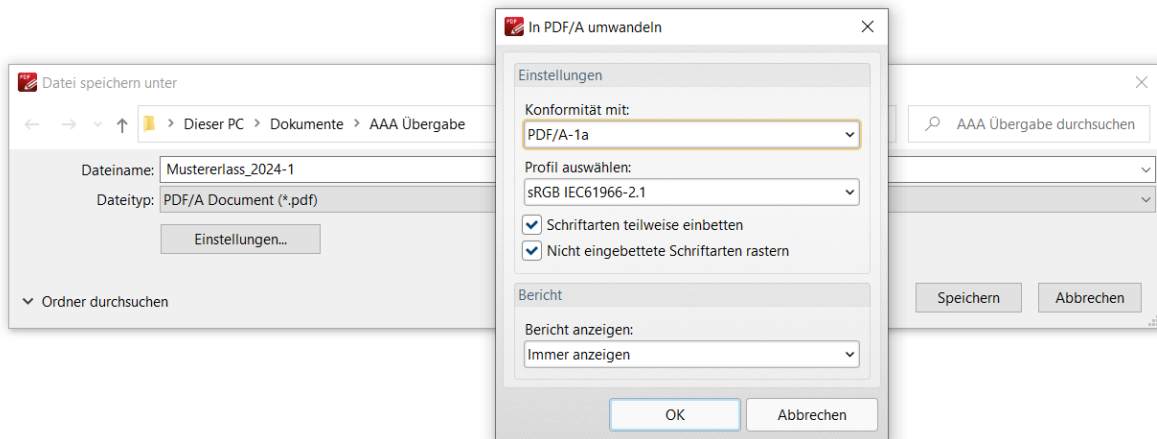 In PDF/A umwandeln
Einstellungen
Konformität mit:
PDF/A-1a
Profil auswählen:
sRGB IEC61966-2.1
Schriftarten teilweise einbetten
Nicht eingebettete Schriftarten rastern
Bericht
Bericht anzeigen:
Immer anzeigen
OK Abbrechen
Datei speichern unter
Dieser PC > Dokumente > AAA Übergabe
AAA Übergabe durchsuchen
Dateiname: Mustererlass_2024-1
Dateityp: PDF/A Document (*.pdf)
Einstellungen...
Ordner durchsuchen
Speichern Abbrechen